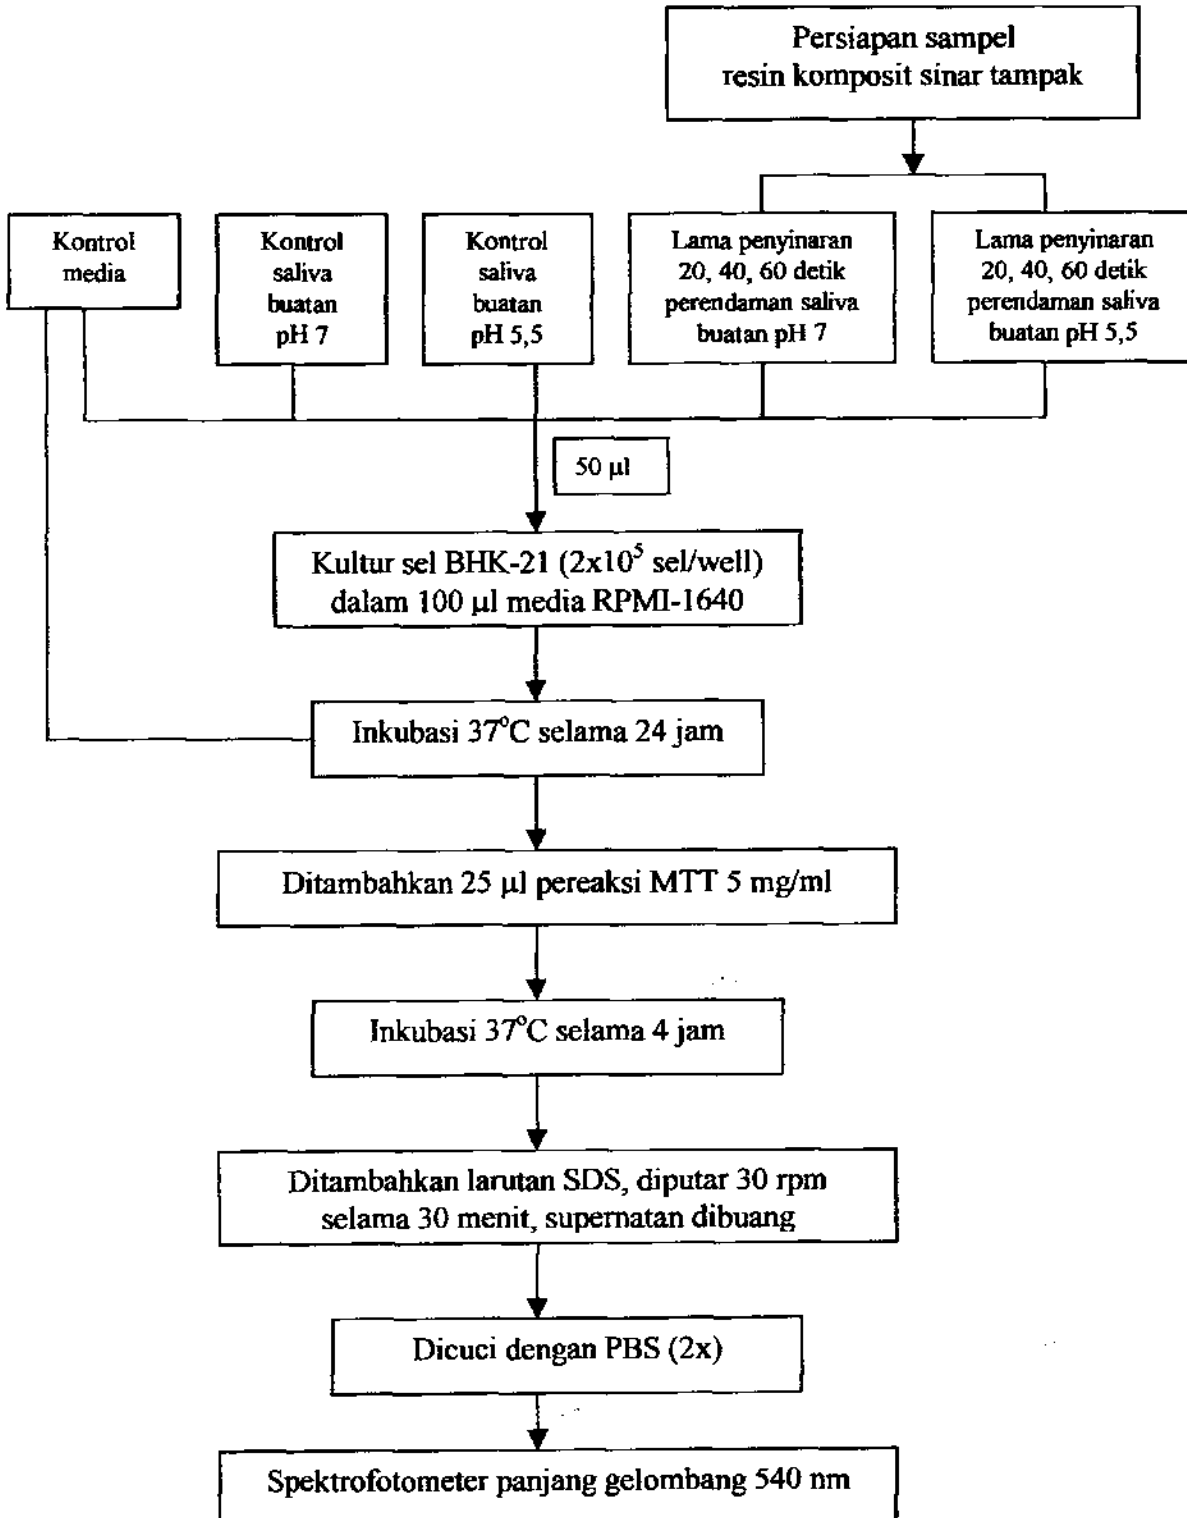 Persiapan sampel
resin komposit sinar tampak
Kontrol
media
Kontrol
saliva
buatan
pH 7
Kontrol
saliva
buatan
pH 5,5
Lama penyinaran
20, 40, 60 detik
perendaman saliva
buatan pH 7
Lama penyinaran
20, 40, 60 detik
perendaman saliva
buatan pH 5,5
50 µl
Kultur sel BHK-21 (2x10⁵ sel/well)
dalam 100 µl media RPMI-1640
Inkubasi 37°C selama 24 jam
Ditambahkan 25 µl pereaksi MTT 5 mg/ml
Inkubasi 37°C selama 4 jam
Ditambahkan larutan SDS, diputar 30 rpm
selama 30 menit, supernatan dibuang
Dicuci dengan PBS (2x)
Spektrofotometer panjang gelombang 540 nm